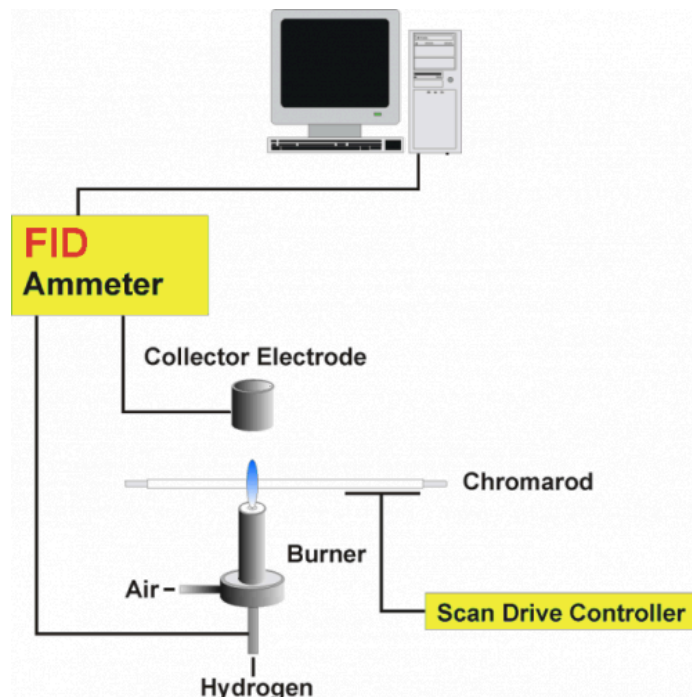 FID
Ammeter
Collector Electrode
Chromarod
Burner
Air
Scan Drive Controller
Hydrogen